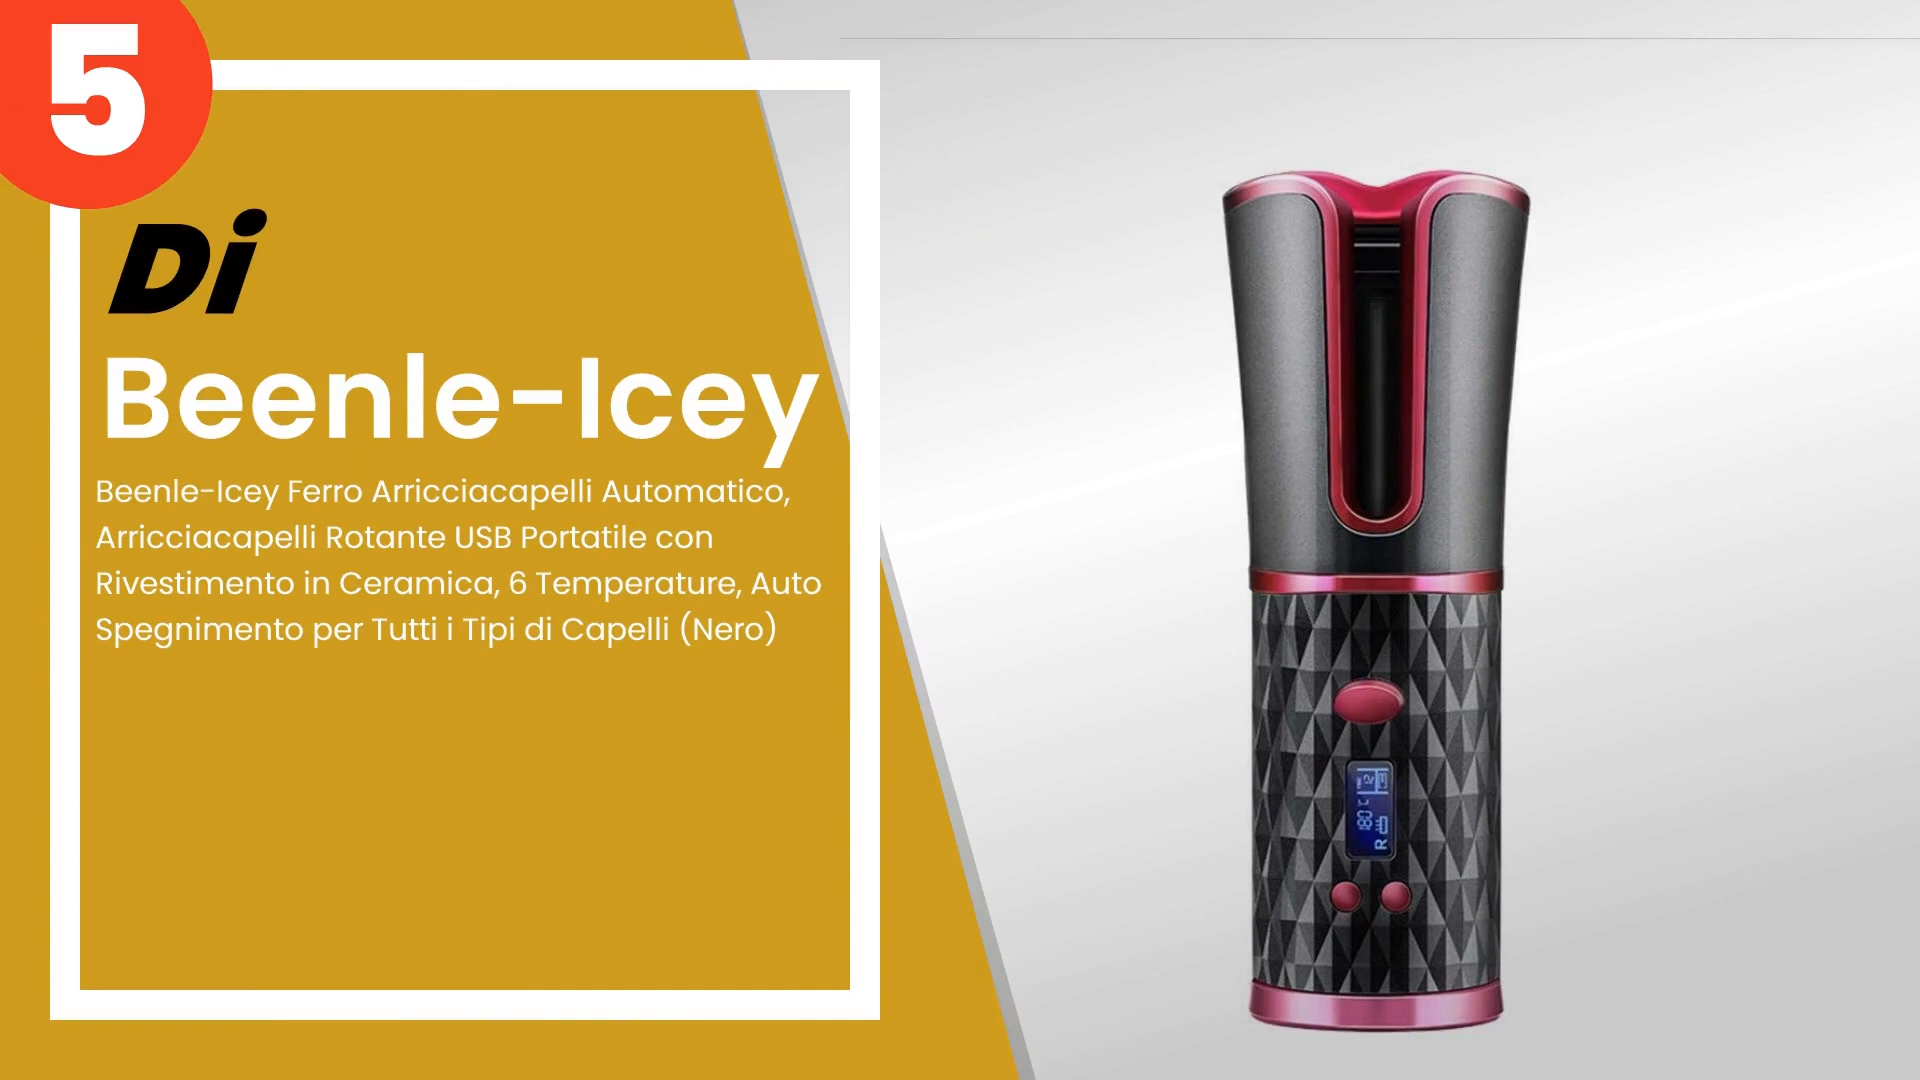 5
Di
Beenle-Icey
Beenle-Icey Ferro Arricciacapelli Automatico,
Arricciacapelli Rotante USB Portatile con
Rivestimento in Ceramica, 6 Temperature, Auto
Spegnimento per Tutti i Tipi di Capelli (Nero)
180 °C
R